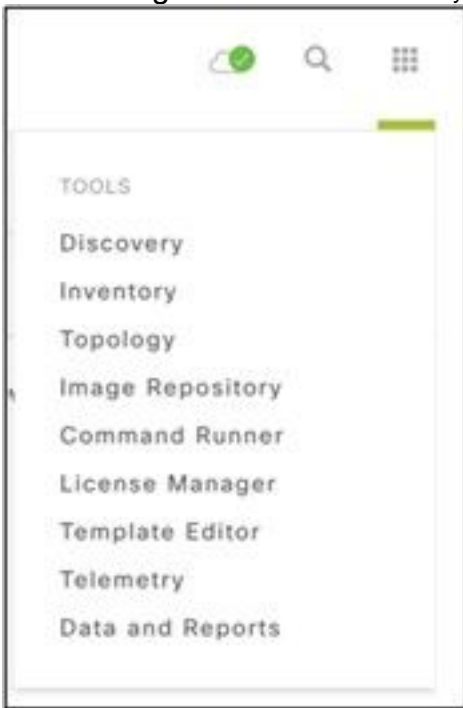 TOOLS
Discovery
Inventory
Topology
Image Repository
Command Runner
License Manager
Template Editor
Telemetry
Data and Reports